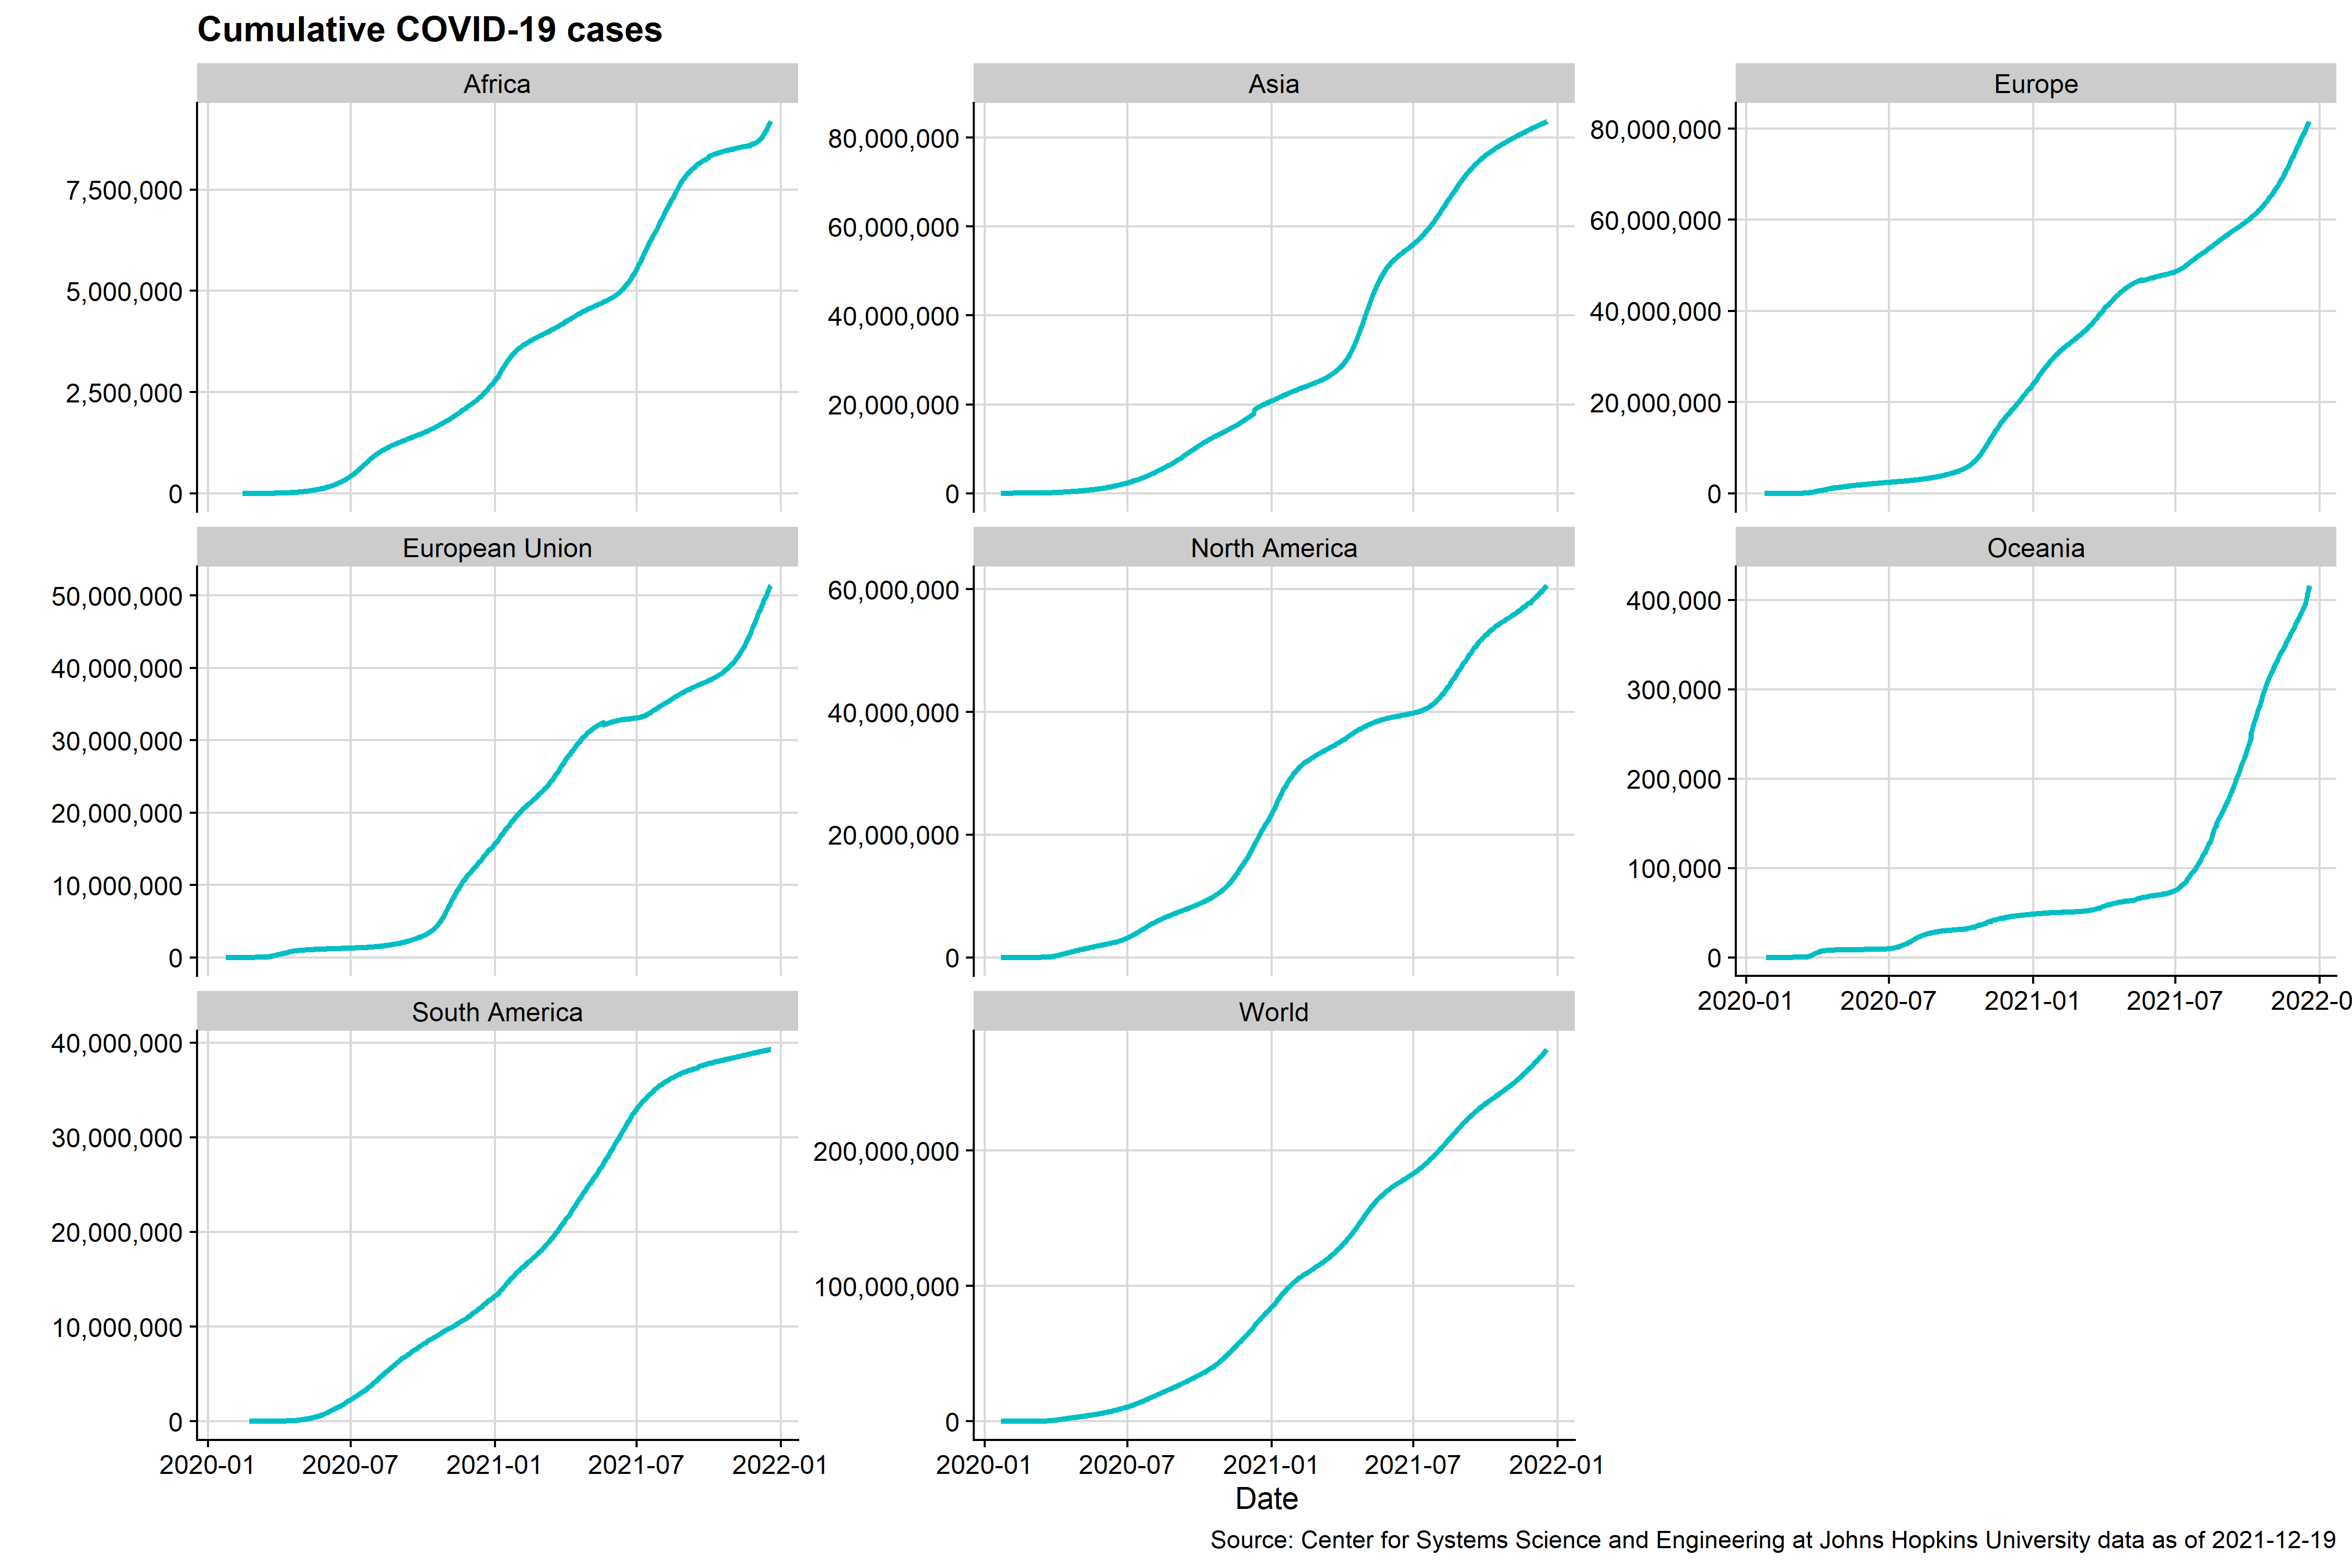 Cumulative COVID-19 cases
Africa
Asia
Europe
7,500,000
5,000,000
2,500,000
0
80,000,000
60,000,000
40,000,000
20,000,000
0
80,000,000
60,000,000
40,000,000
20,000,000
0
European Union
North America
Oceania
50,000,000
40,000,000
30,000,000
20,000,000
10,000,000
0
60,000,000
40,000,000
20,000,000
0
400,000
300,000
200,000
100,000
0
2020-01 2020-07 2021-01 2021-07 2022-0
South America
World
40,000,000
30,000,000
20,000,000
10,000,000
0
200,000,000
100,000,000
0
2020-01 2020-07 2021-01 2021-07 2022-01
2020-01 2020-07 2021-01 2021-07 2022-01
Date
Source: Center for Systems Science and Engineering at Johns Hopkins University data as of 2021-12-19